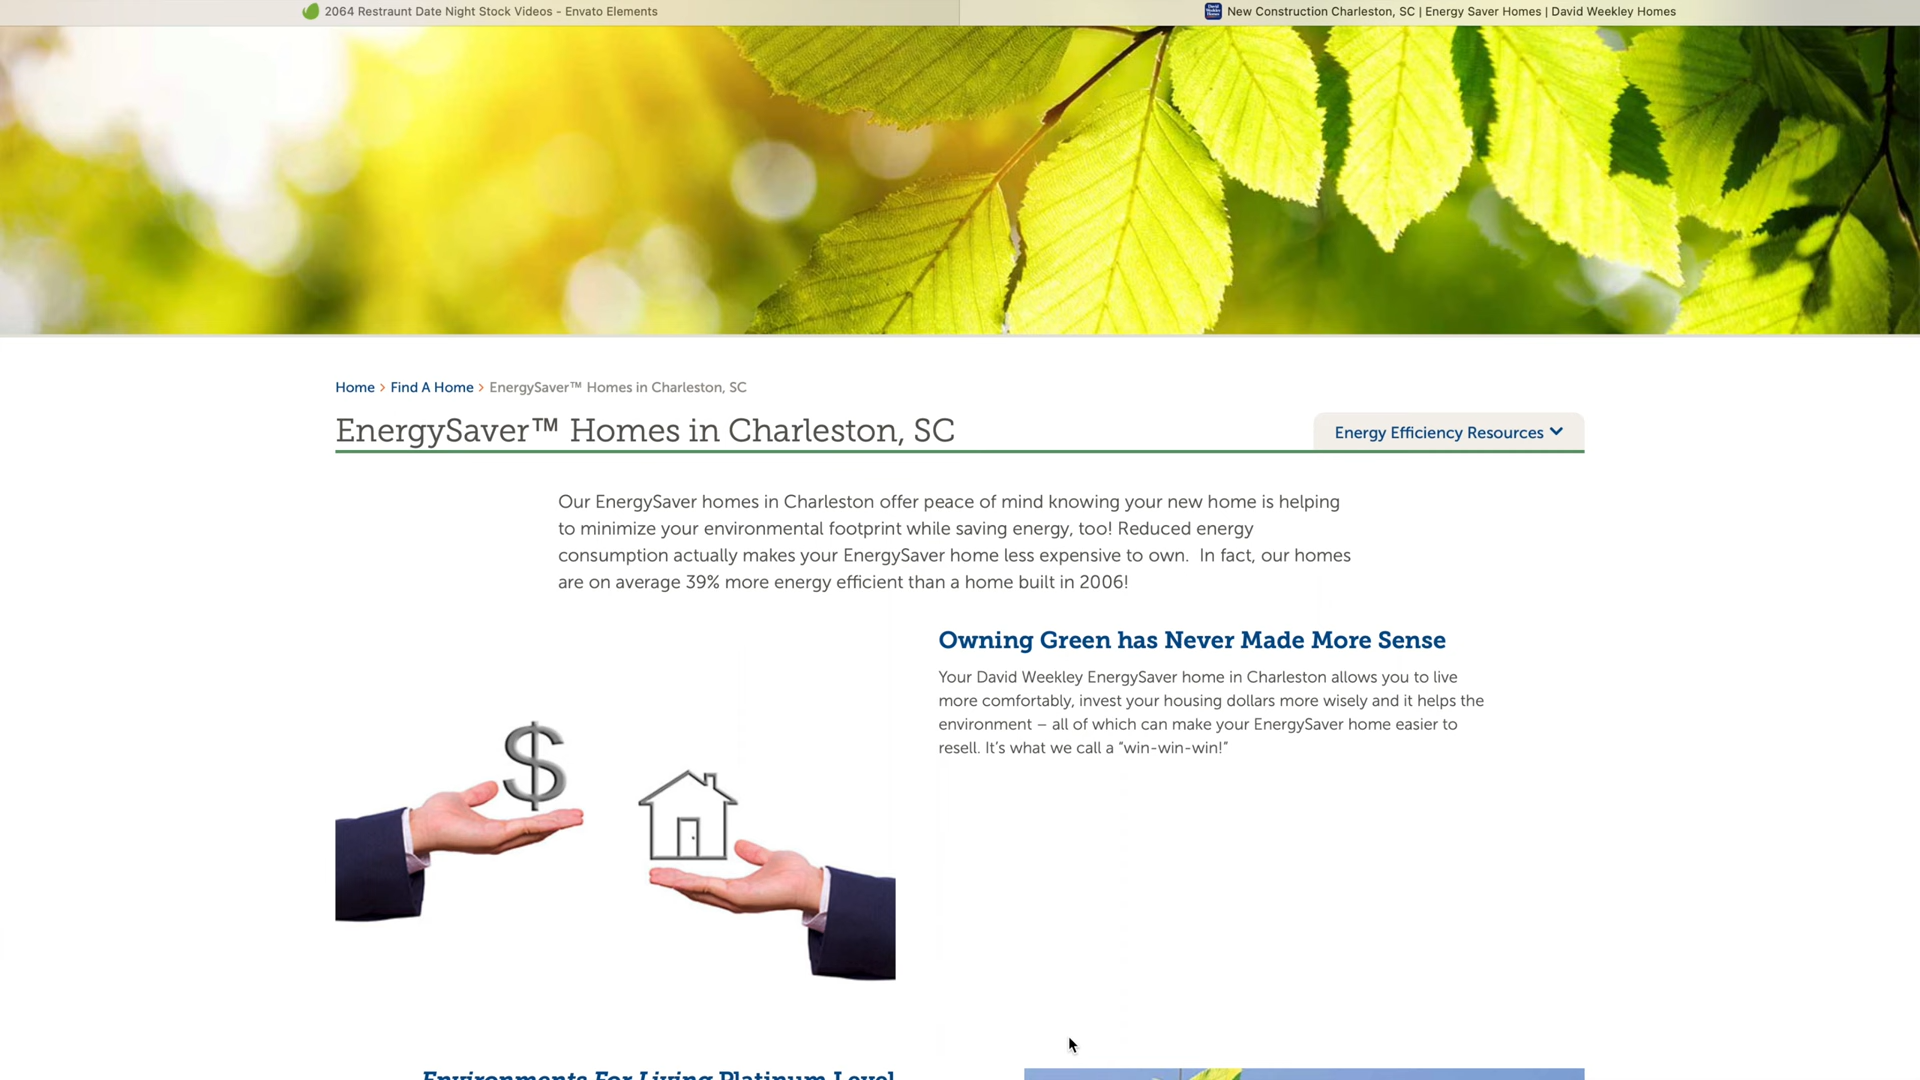 2064 Restraunt Date Night Stock Videos - Envato Elements
New Construction Charleston, SC | Energy Saver Homes | David Weekley Homes
Home > Find A Home > EnergySaver™ Homes in Charleston, SC
EnergySaver™ Homes in Charleston, SC
Energy Efficiency Resources
Our EnergySaver homes in Charleston offer peace of mind knowing your new home is helping
to minimize your environmental footprint while saving energy, too! Reduced energy
consumption actually makes your EnergySaver home less expensive to own.  In fact, our homes
are on average 39% more energy efficient than a home built in 2006!
Owning Green has Never Made More Sense
Your David Weekley EnergySaver home in Charleston allows you to live
more comfortably, invest your housing dollars more wisely and it helps the
environment – all of which can make your EnergySaver home easier to
resell. It's what we call a "win-win-win!"
$
Environments For Living Platinum Level